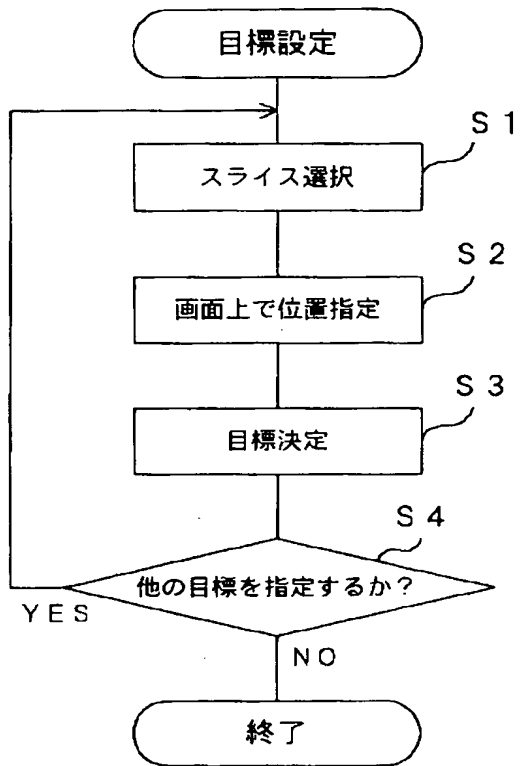 目標設定
S1
スライス選択
S2
画面上で位置指定
S3
目標決定
S4
他の目標を指定するか？
YES
NO
終了